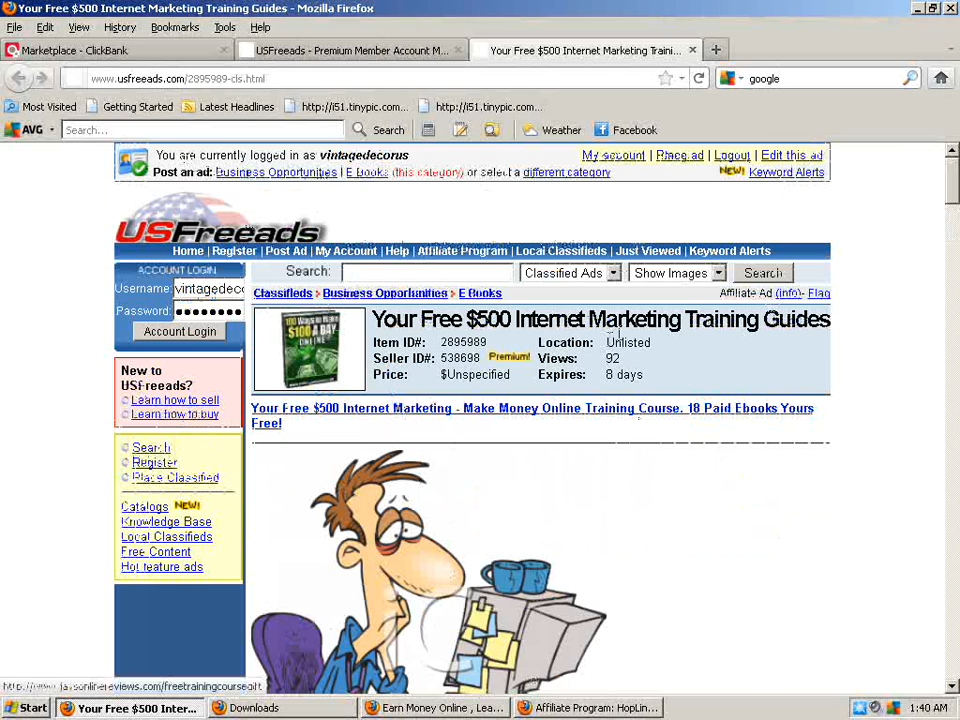 Your Free $500 Internet Marketing Training Guides - Mozilla Firefox
File Edit View History Bookmarks Tools Help
Marketplace - ClickBank
USFreeads - Premium Member Account M...
Your Free $500 Internet Marketing Traini...
www.usfreeads.com/2895989-cls.html
google
Most Visited Getting Started Latest Headlines http://i51.tinypic.com... http://i51.tinypic.com...
AVG Search... Search Weather Facebook
You are currently logged in as vintagedecorus
My account | Place ad | Logout | Edit this ad
Post an ad: Business Opportunities | E Books (this category) or select a different category
NEW! Keyword Alerts
USFreeads
Home | Register | Post Ad | My Account | Help | Affiliate Program | Local Classifieds | Just Viewed | Keyword Alerts
ACCOUNT LOGIN
Username: vintagedeco
Password:
Account Login
Search: Classified Ads Show Images Search
Classifieds > Business Opportunities > E Books
Affiliate Ad (info)- Flag
100 Ways to Make $100 A DAY ONLINE
Your Free $500 Internet Marketing Training Guides
Item ID#: 2895989 Location: Unlisted
Seller ID#: 538698 Premium! Views: 92
Price: $Unspecified Expires: 8 days
New to
USFreeads?
Learn how to sell
Learn how to buy
Your Free $500 Internet Marketing - Make Money Online Training Course. 18 Paid Ebooks Yours
Free!
Search
Register
Place Classified
Catalogs NEW!
Knowledge Base
Local Classifieds
Free Content
Hot feature ads
Start
Your Free $500 Inter...
Downloads
Earn Money Online , Lea...
Affiliate Program: HopLin...
1:40 AM